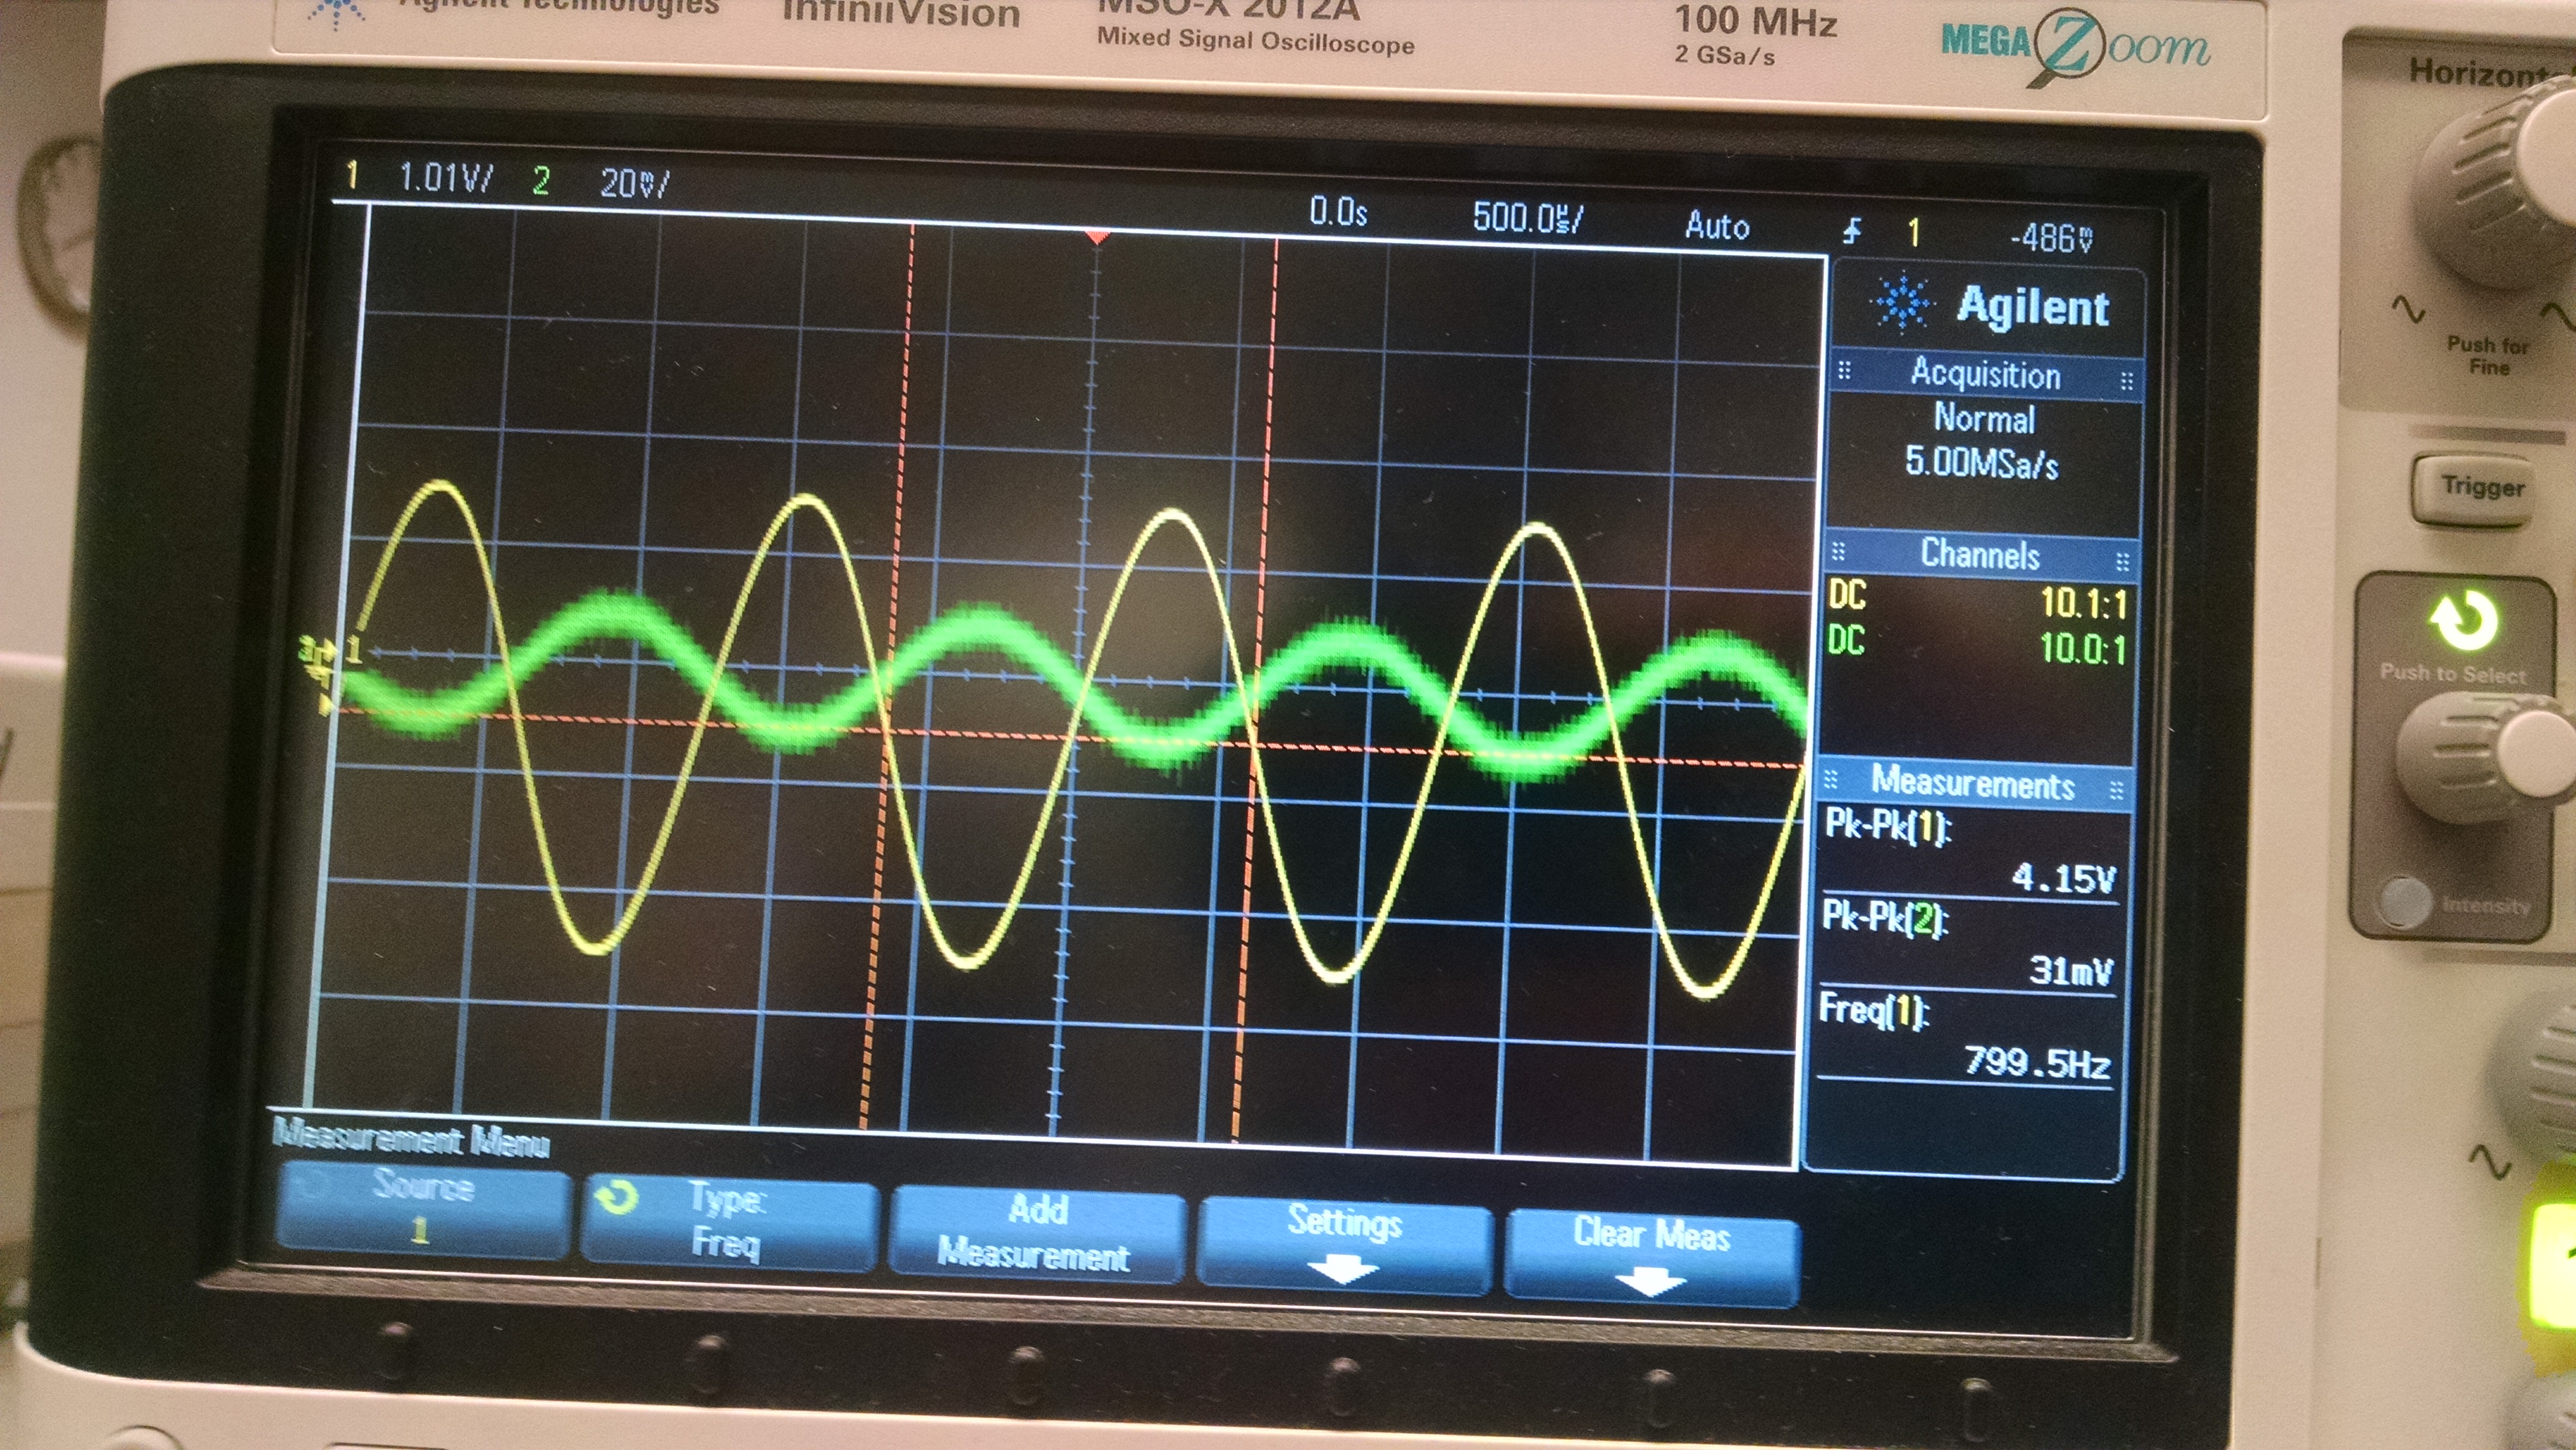 Agilent Technologies InfiniiVision MSO-X 2012A
Mixed Signal Oscilloscope
100 MHz
2 GSa/s
MEGA Zoom
Horizont
1 1.01V/ 2 20mV/ 0.0s 500.0µs/ Auto 1 -486mV
Agilent
Acquisition
Normal
5.00MSa/s
Channels
DC 10.1:1
DC 10.0:1
Measurements
Pk-Pk(1):
4.15V
Pk-Pk(2):
31mV
Freq(1):
799.5Hz
1
Measurement Menu
Source
1
Type:
Freq
Add
Measurement
Settings
Clear Meas
Push for
Fine
Trigger
Push to Select
Intensity